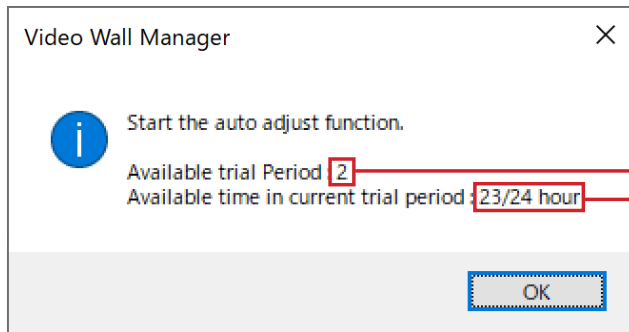 Video Wall Manager
Start the auto adjust function.
Available trial Period : 2
Available time in current trial period : 23/24 hour
OK